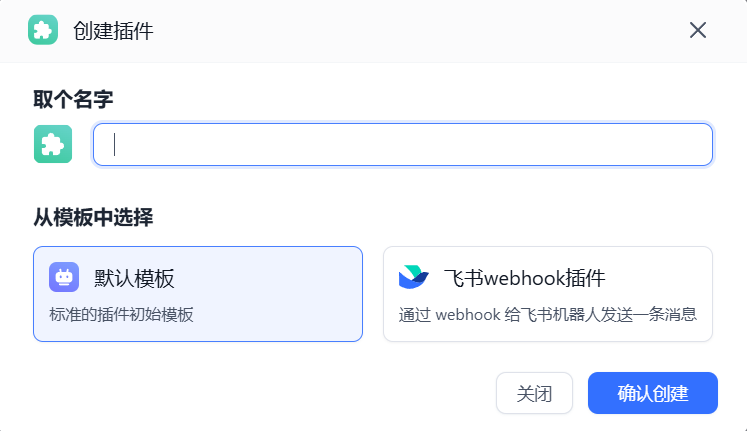 创建插件
取个名字
从模板中选择
默认模板
标准的插件初始模板
飞书webhook插件
通过 webhook 给飞书机器人发送一条消息
关闭
确认创建